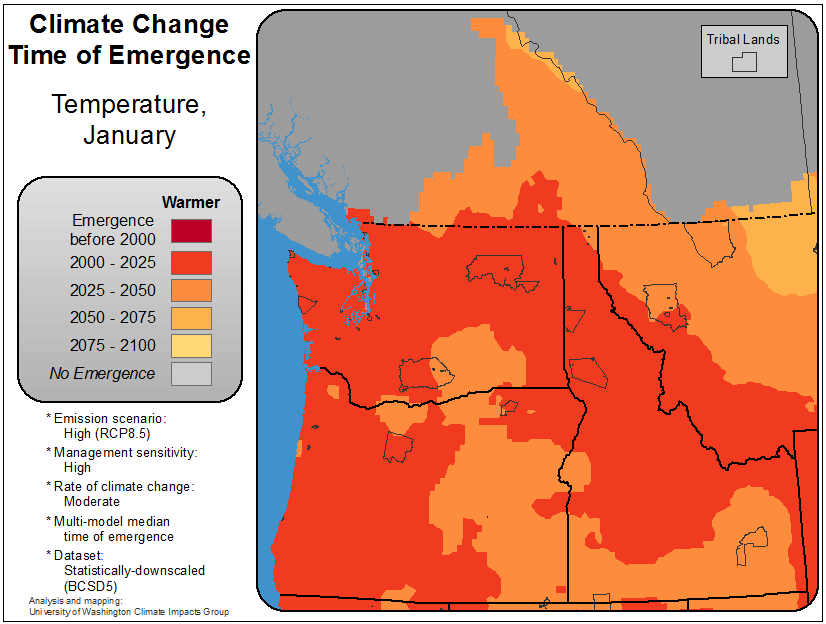 Climate Change
Time of Emergence
Temperature,
January
Warmer
Emergence
before 2000
2000 - 2025
2025 - 2050
2050 - 2075
2075 - 2100
No Emergence
* Emission scenario:
High (RCP8.5)
* Management sensitivity:
High
* Rate of climate change:
Moderate
* Multi-model median
time of emergence
* Dataset:
Statistically-downscaled
(BCSD5)
Analysis and mapping:
University of Washington Climate Impacts Group
Tribal Lands